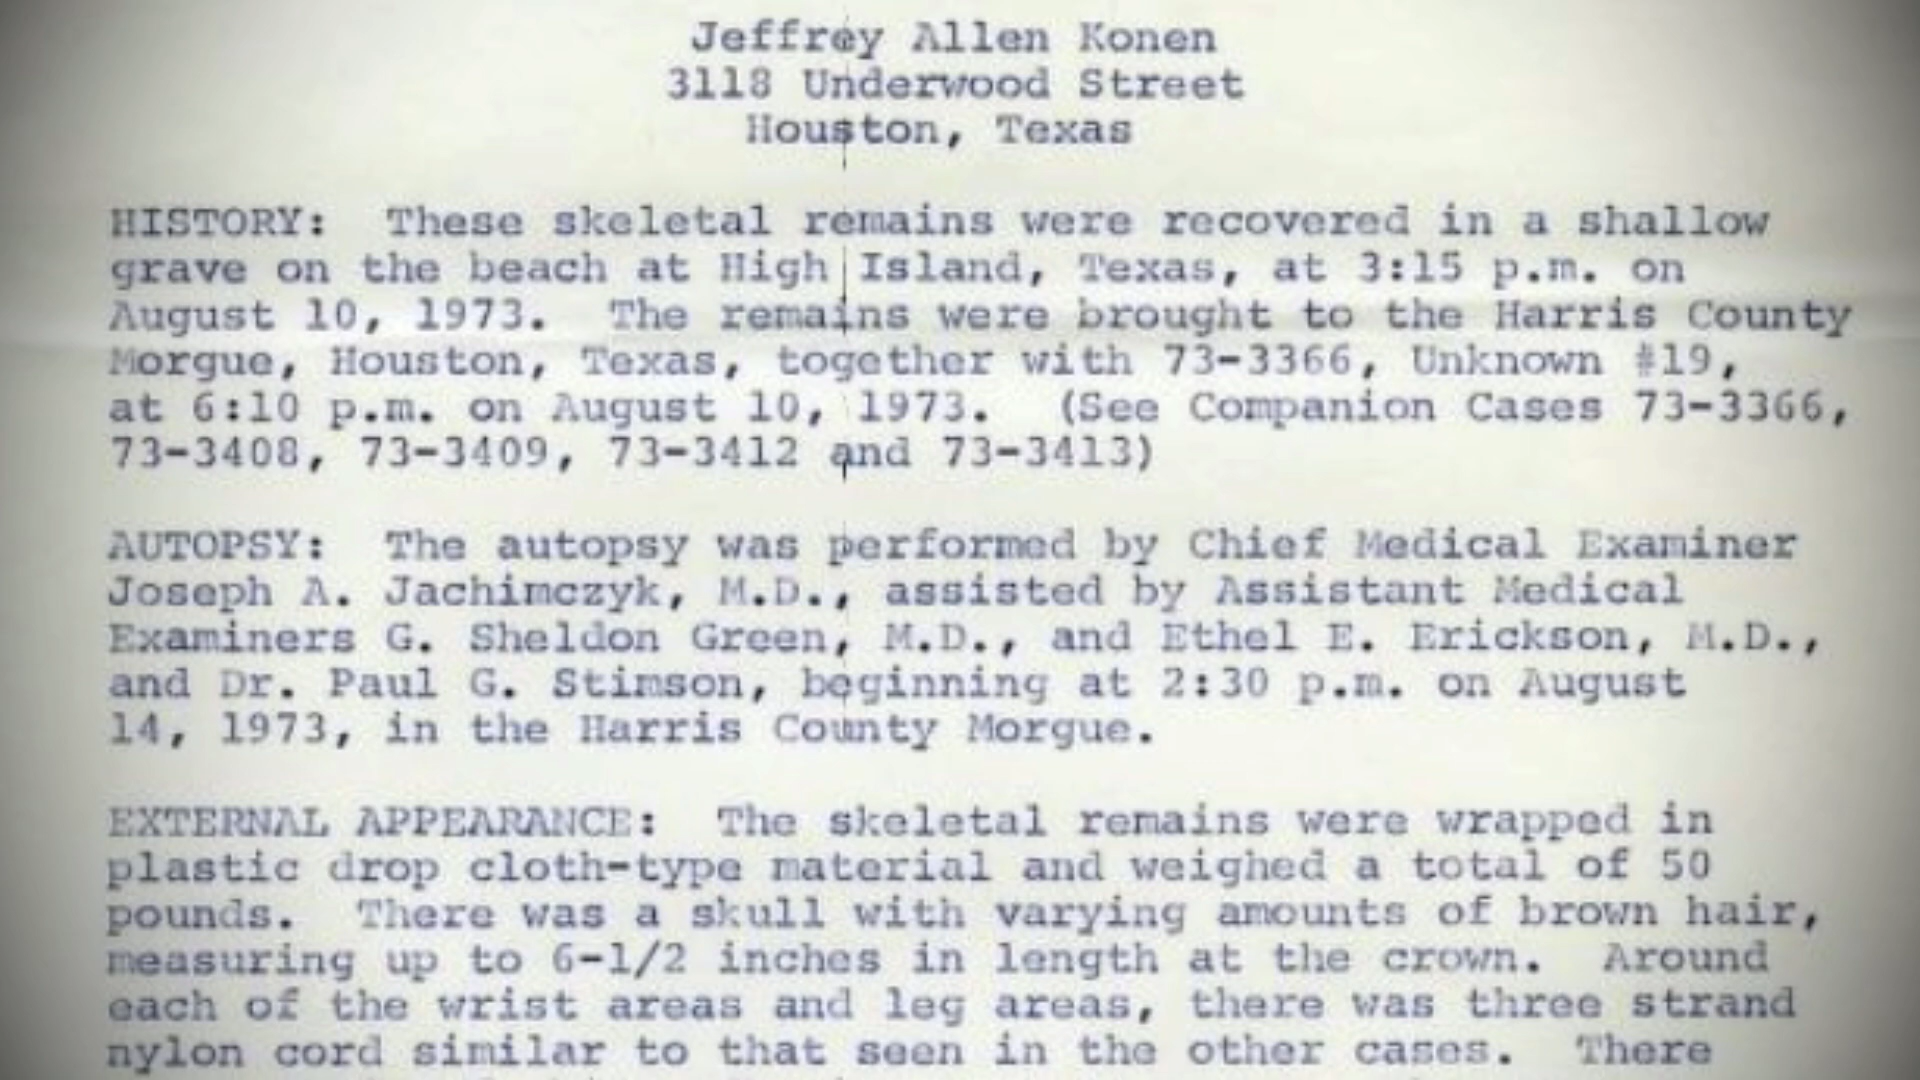 Jeffrey Allen Konen
3118 Underwood Street
Houston, Texas
HISTORY: These skeletal remains were recovered in a shallow
grave on the beach at High Island, Texas, at 3:15 p.m. on
August 10, 1973. The remains were brought to the Harris County
Morgue, Houston, Texas, together with 73-3366, Unknown #19,
at 6:10 p.m. on August 10, 1973. (See Companion Cases 73-3366,
73-3408, 73-3409, 73-3412 and 73-3413)
AUTOPSY: The autopsy was performed by Chief Medical Examiner
Joseph A. Jachimczyk, M.D., assisted by Assistant Medical
Examiners G. Sheldon Green, M.D., and Ethel E. Erickson, M.D.,
and Dr. Paul G. Stimson, beginning at 2:30 p.m. on August
14, 1973, in the Harris County Morgue.
EXTERNAL APPEARANCE: The skeletal remains were wrapped in
plastic drop cloth-type material and weighed a total of 50
pounds. There was a skull with varying amounts of brown hair,
measuring up to 6-1/2 inches in length at the crown. Around
each of the wrist areas and leg areas, there was three strand
nylon cord similar to that seen in the other cases. There